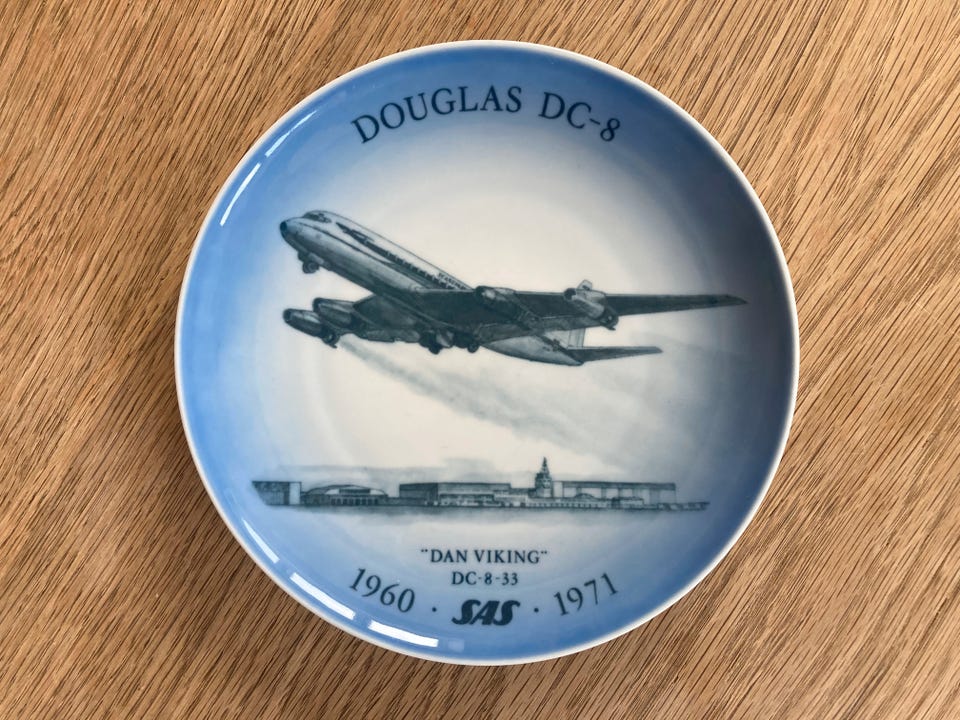 DOUGLAS DC-8
"DAN VIKING"
DC-8-33
1960 · SAS · 1971